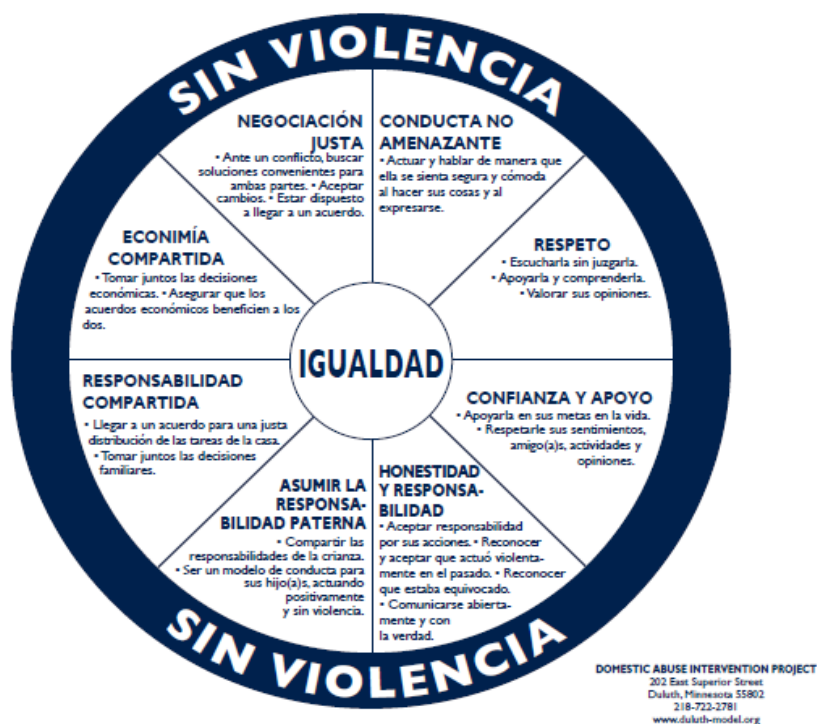 SIN VIOLENCIA
NEGOCIACIÓN
JUSTA
• Ante un conflicto, buscar
soluciones convenientes para
ambas partes. • Aceptar
cambios. • Estar dispuesto
a llegar a un acuerdo.
CONDUCTA NO
AMENAZANTE
• Actuar y hablar de manera que
ella se sienta segura y cómoda
al hacer sus cosas y al
expresarse.
RESPETO
• Escucharla sin juzgarla.
• Apoyarla y comprenderla.
• Valorar sus opiniones.
CONFIANZA Y APOYO
• Apoyarla en sus metas en la vida.
• Respetarle sus sentimientos,
amigo(a)s, actividades y
opiniones.
HONESTIDAD
Y RESPONSA-
BILIDAD
• Aceptar responsabilidad
por sus acciones. • Reconocer
y aceptar que actuó violenta-
mente en el pasado. • Reconocer
que estaba equivocado.
• Comunicarse abierta-
mente y con
la verdad.
ASUMIR LA
RESPONSA-
BILIDAD PATERNA
• Compartir las
responsabilidades de la crianza.
• Ser un modelo de conducta para
sus hijo(a)s, actuando
positivamente
y sin violencia.
RESPONSABILIDAD
COMPARTIDA
• Llegar a un acuerdo para una justa
distribución de las tareas de la casa.
• Tomar juntos las decisiones
familiares.
ECONIMÍA
COMPARTIDA
• Tomar juntos las decisiones
económicas. • Asegurar que los
acuerdos económicos beneficien a los
dos.
IGUALDAD
SIN VIOLENCIA
DOMESTIC ABUSE INTERVENTION PROJECT
202 East Superior Street
Duluth, Minnesota 55802
218-722-2781
www.duluth-model.org